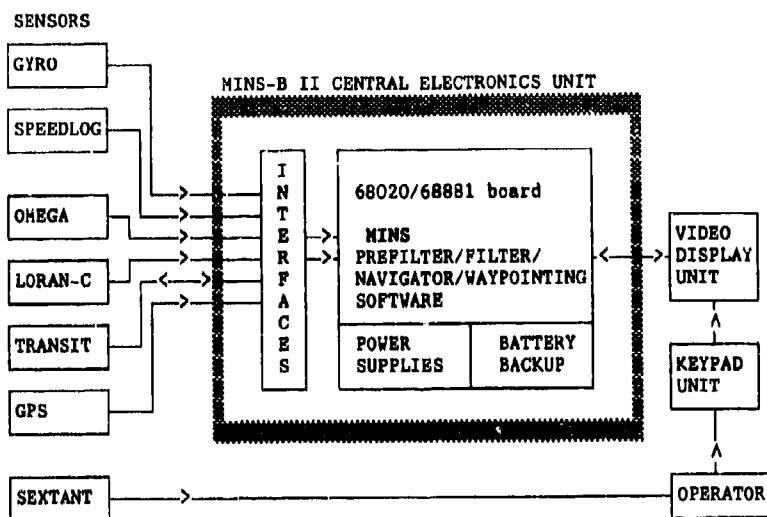 SENSORS
GYRO
SPEEDLOG
OMEGA
LORAN-C
TRANSIT
GPS
SEXTANT
MINS-B II CENTRAL ELECTRONICS UNIT
INTERFACES
68020/68881 board
MINS
PREFILTER/FILTER/
NAVIGATOR/WAYPOINTING
SOFTWARE
POWER
SUPPLIES
BATTERY
BACKUP
VIDEO
DISPLAY
UNIT
KEYPAD
UNIT
OPERATOR